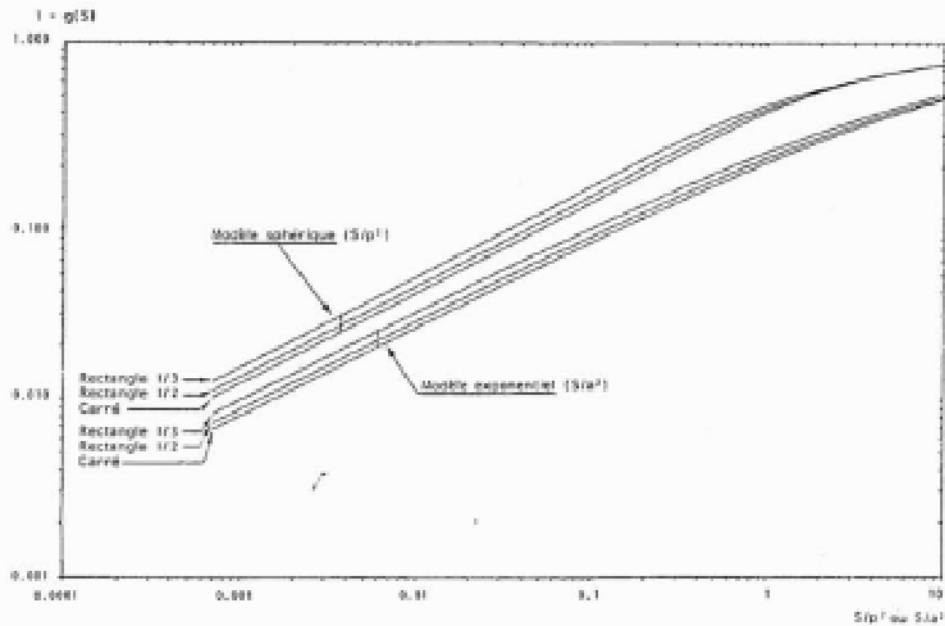 1 - g(S)
1.000
0.100
Modèle sphérique (S/p²)
Rectangle 1/3
Rectangle 1/2
0.010
Carré
Modèle exponentiel (S/a²)
Rectangle 1/3
Rectangle 1/2
Carré
0.001
0.0001 0.001 0.01 0.1 1 10
S/p² ou S/a²